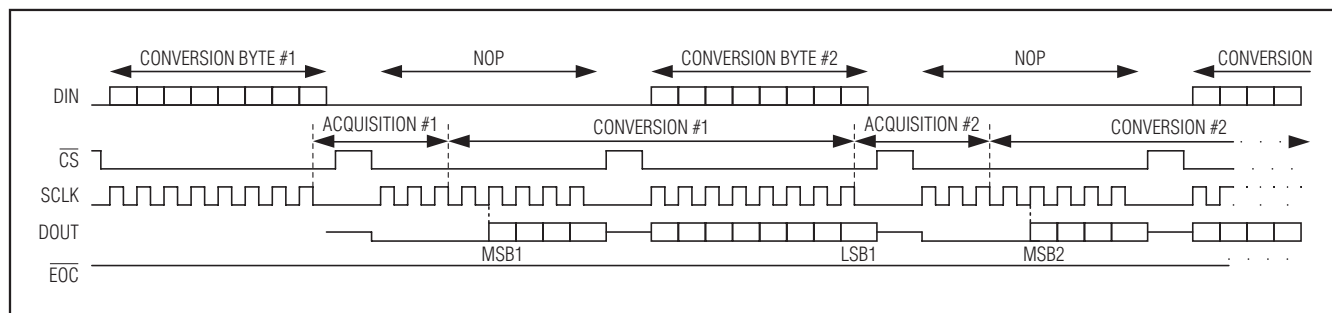 CONVERSION BYTE #1 NOP CONVERSION BYTE #2 NOP CONVERSION
DIN
ACQUISITION #1 CONVERSION #1 ACQUISITION #2 CONVERSION #2
CS
SCLK
DOUT
MSB1 LSB1 MSB2
EOC